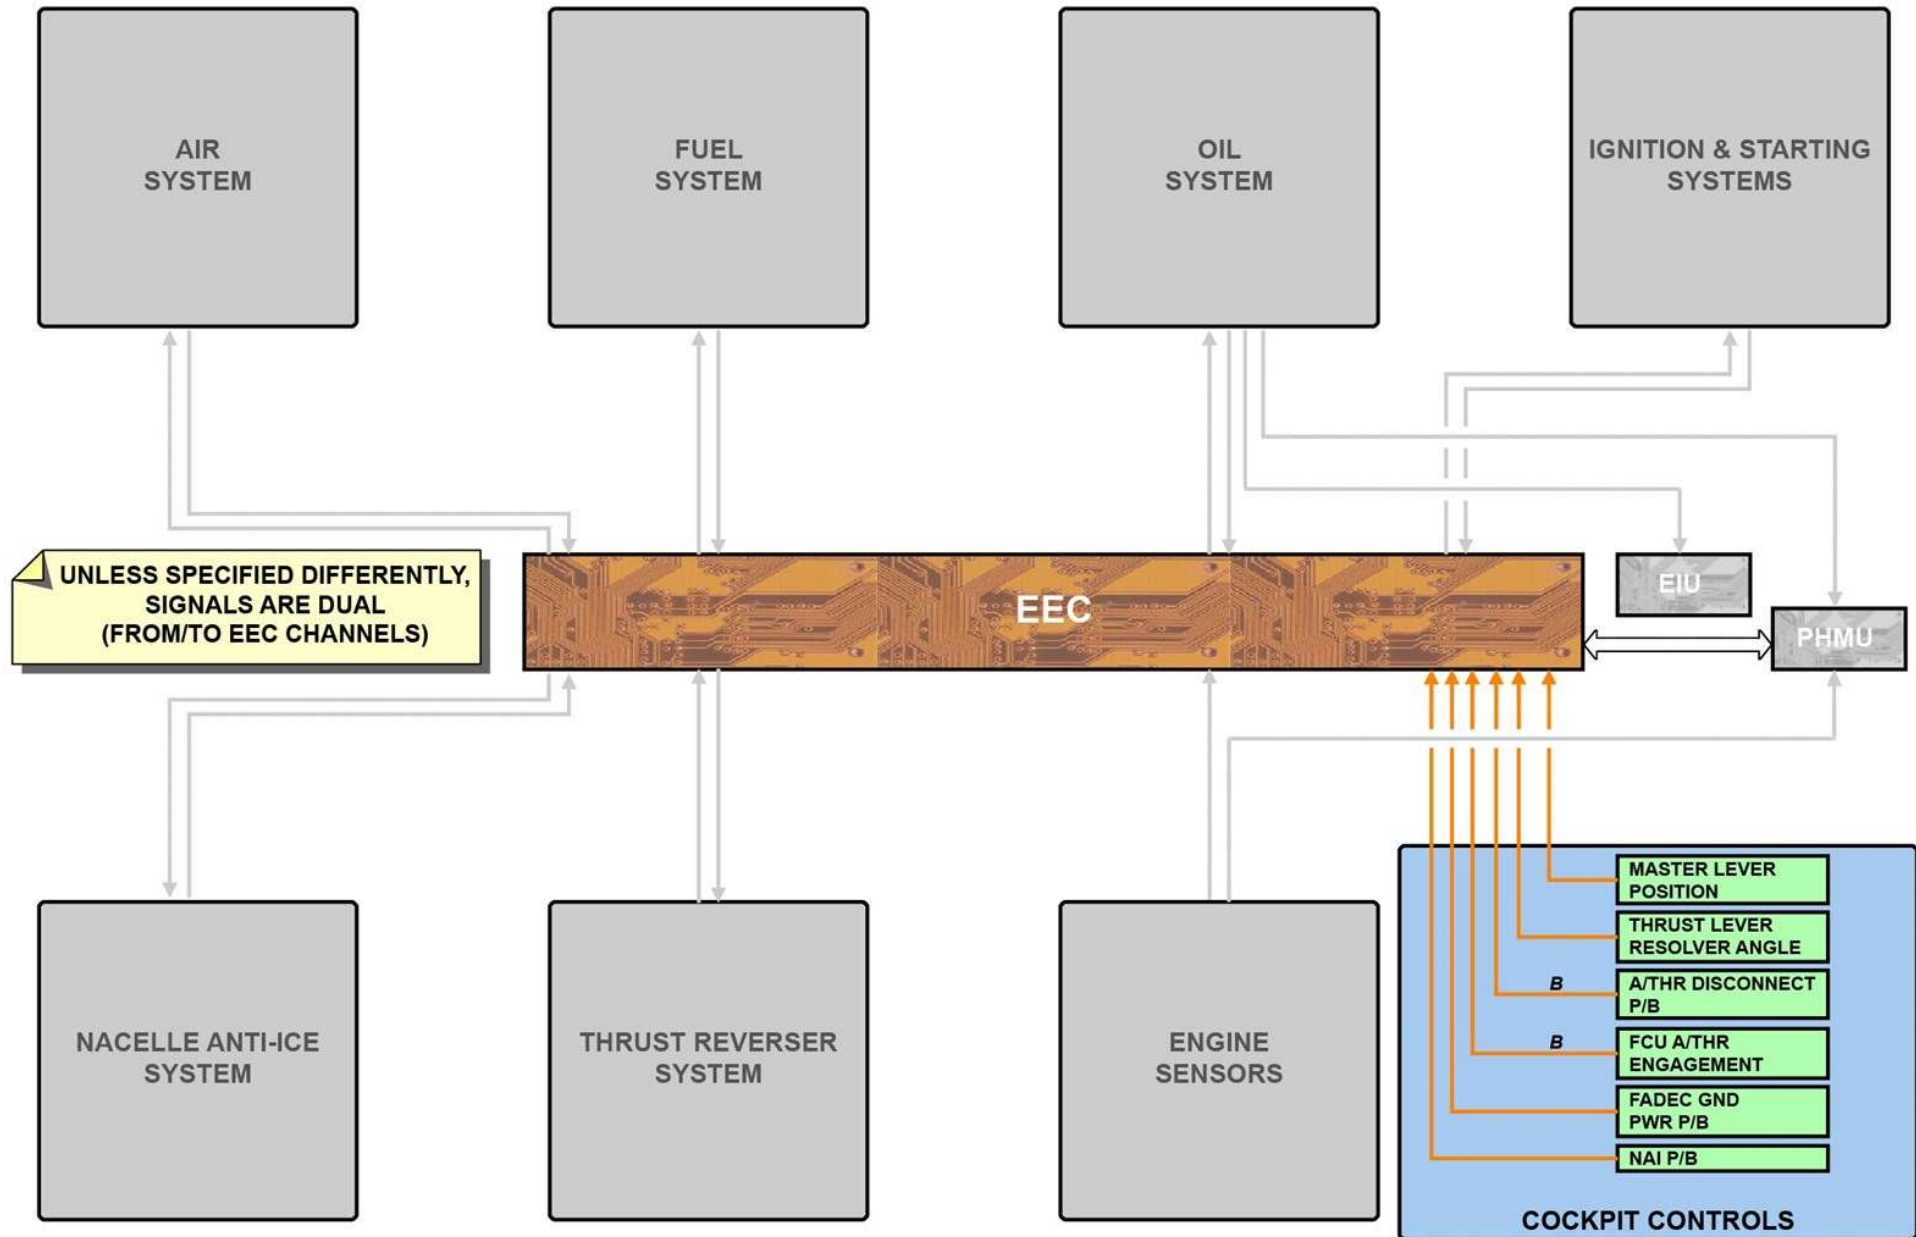 AIR
SYSTEM
FUEL
SYSTEM
OIL
SYSTEM
IGNITION & STARTING
SYSTEMS
UNLESS SPECIFIED DIFFERENTLY,
SIGNALS ARE DUAL
(FROM/TO EEC CHANNELS)
EEC
EIU
PHMU
NACELLE ANTI-ICE
SYSTEM
THRUST REVERSER
SYSTEM
ENGINE
SENSORS
MASTER LEVER
POSITION
THRUST LEVER
RESOLVER ANGLE
B
A/THR DISCONNECT
P/B
B
FCU A/THR
ENGAGEMENT
FADEC GND
PWR P/B
NAI P/B
COCKPIT CONTROLS